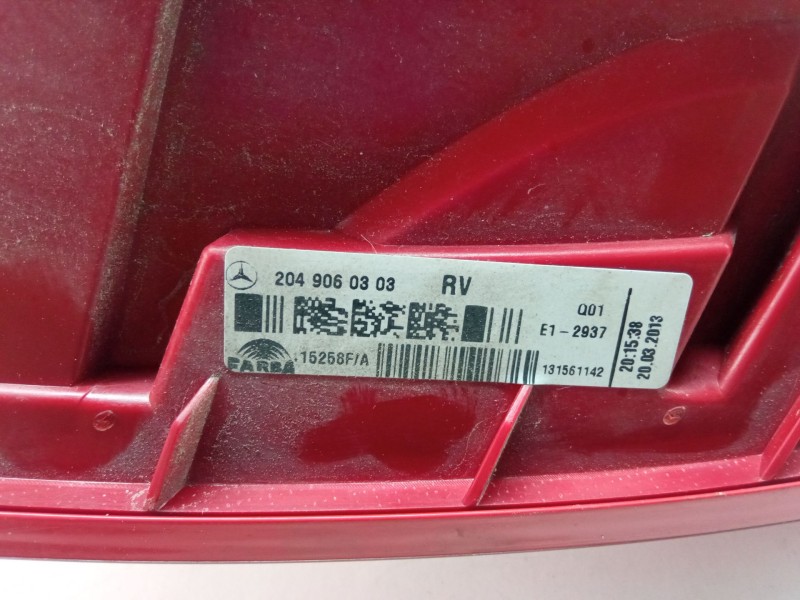 204 906 03 03 RV
Q01
E1-2937
FARBA 15258F/A
131561142
20:15:38
20.03.2013